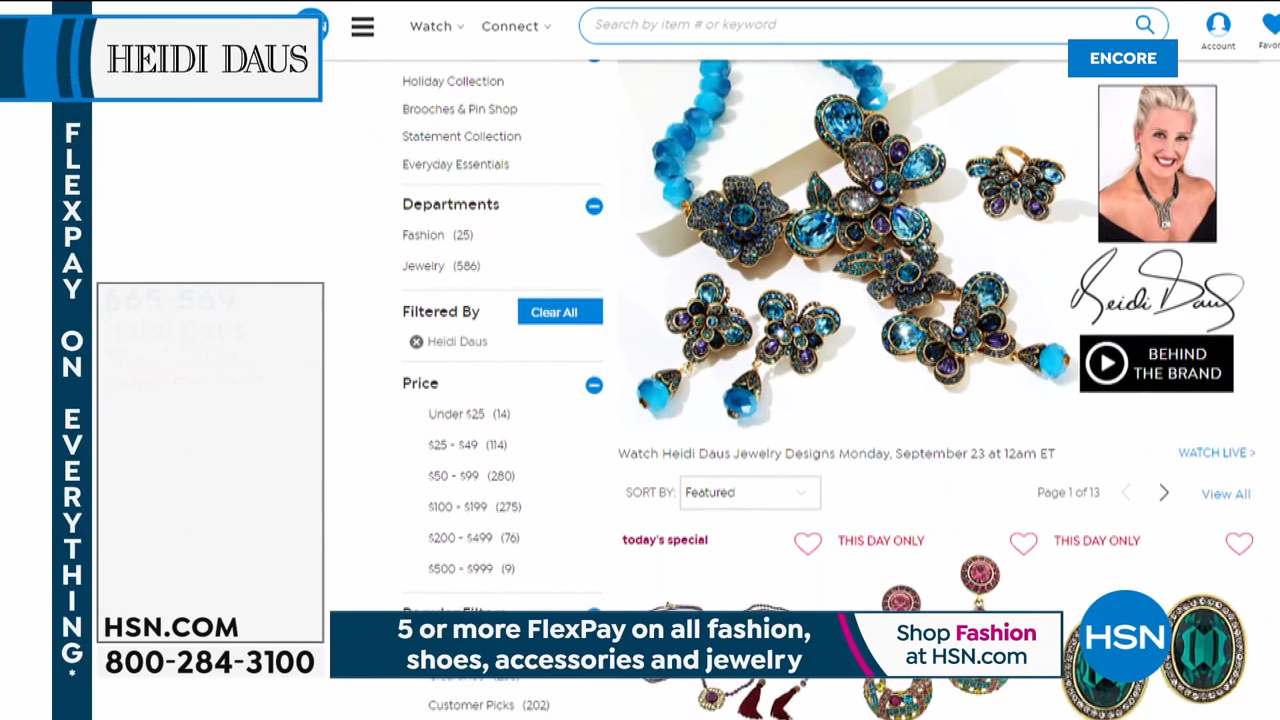 HEIDI DAUS
FLEXPAY ON EVERYTHING*
Watch
Connect
Search by item # or keyword
Account
ENCORE
Holiday Collection
Brooches & Pin Shop
Statement Collection
Everyday Essentials
Departments
Fashion (25)
Jewelry (586)
Filtered By
Clear All
Heidi Daus
Price
Under $25 (14)
$25 - $49 (114)
$50 - $99 (280)
$100 - $199 (275)
$200 - $499 (76)
$500 - $999 (9)
Customer Picks (202)
Heidi Daus
BEHIND
THE BRAND
Watch Heidi Daus Jewelry Designs Monday, September 23 at 12am ET
WATCH LIVE >
SORT BY: Featured
Page 1 of 13
View All
today's special
THIS DAY ONLY
THIS DAY ONLY
665-569
Heidi Daus
HSN.COM
800-284-3100
5 or more FlexPay on all fashion,
shoes, accessories and jewelry
Shop Fashion
at HSN.com
HSN